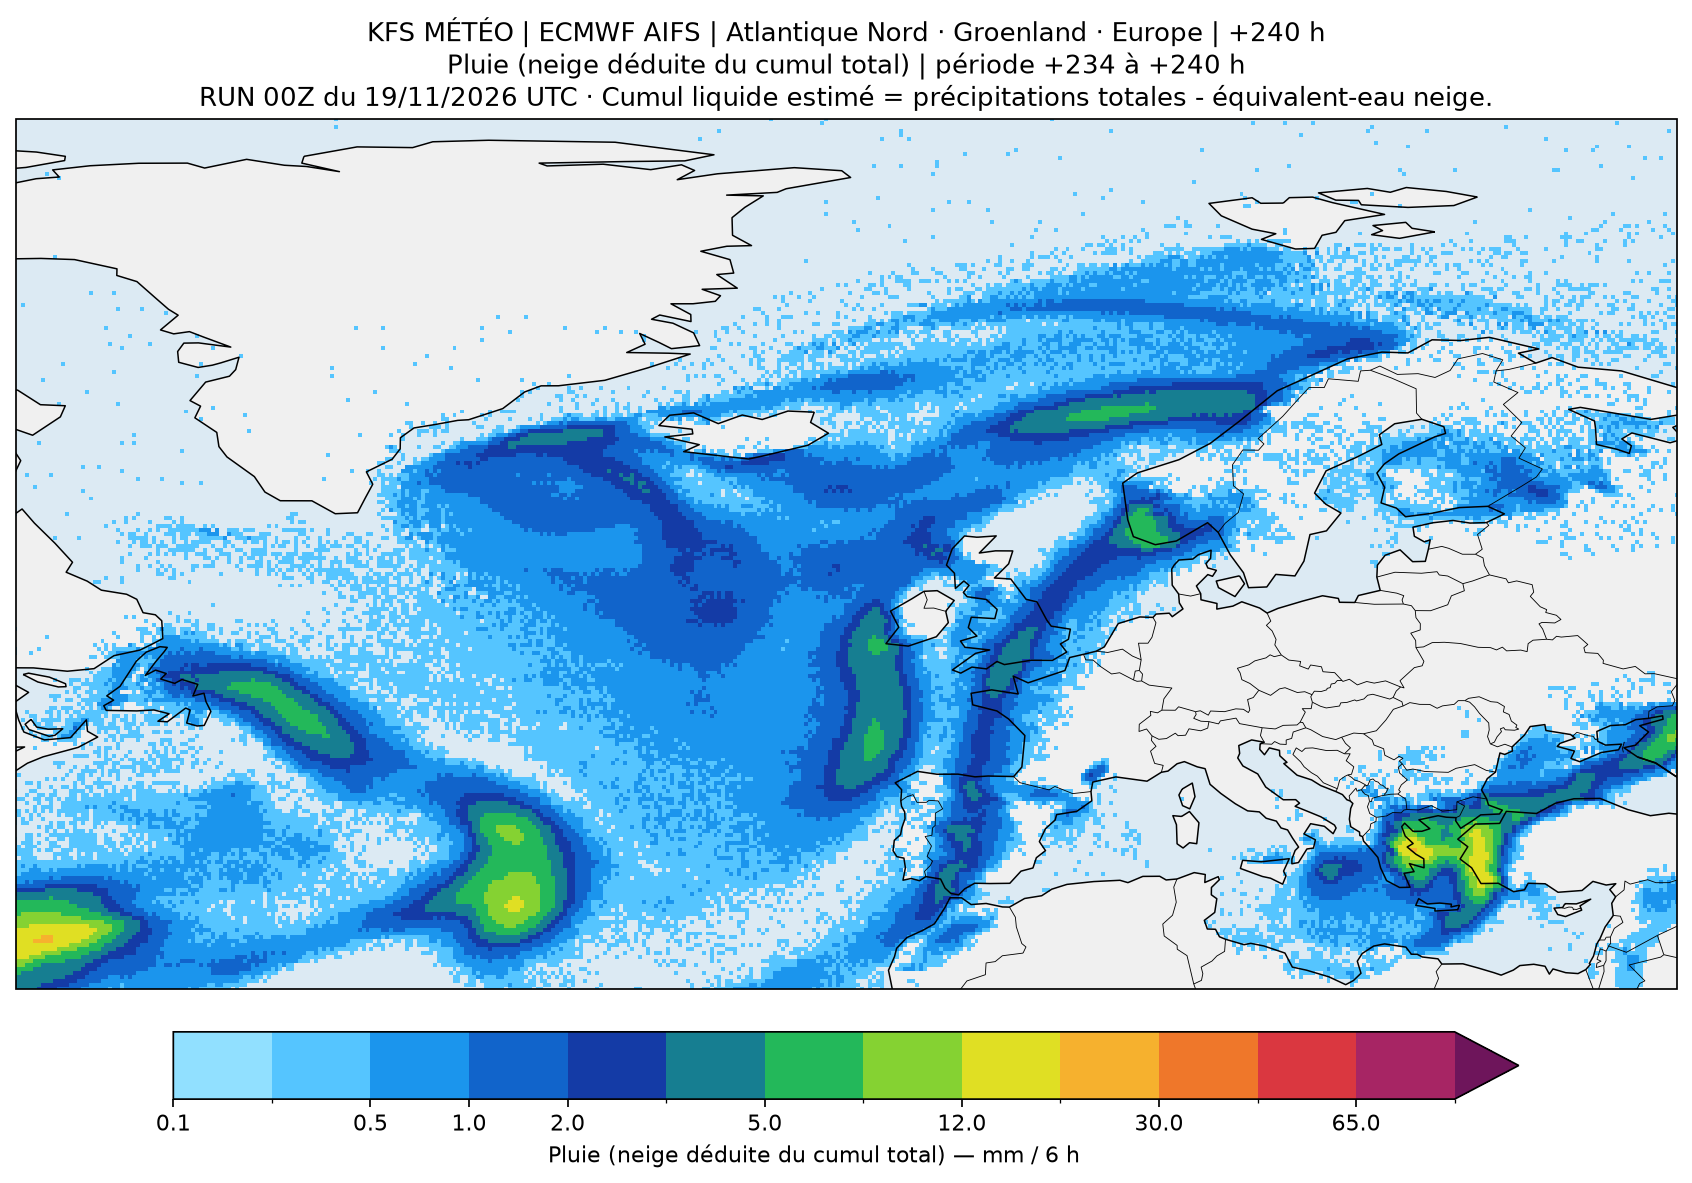 KFS MÉTÉO | ECMWF AIFS | Atlantique Nord · Groenland · Europe | +240 h
Pluie (neige déduite du cumul total) | période +234 à +240 h
RUN 00Z du 19/11/2026 UTC · Cumul liquide estimé = précipitations totales - équivalent-eau neige.
0.1 0.5 1.0 2.0 5.0 12.0 30.0 65.0
Pluie (neige déduite du cumul total) — mm / 6 h